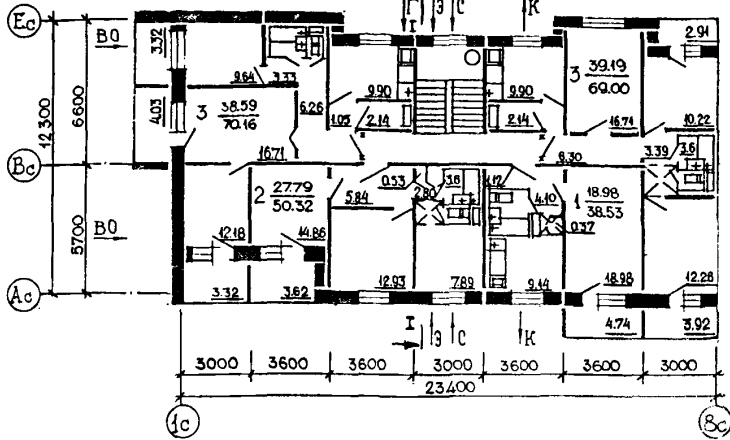 Г Э С К
I
Ес
ВО
3.32
2.91
9.64 3.33
9.90 9.90
3 39.19
69.00
4.03
3 38.59
70.16
6.26
1.05 2.14 2.14
16.71 10.22
12300
6600
Вс
16.71
8.30 3.39 3.6
2 27.79
50.32
0.53 2.80 3.6
4.12
1 18.98
38.53
5.84
4.10
0.37
5700
ВО
12.18 14.86
12.93 7.89 9.14 18.98 12.26
Ас
3.32 3.62
4.74 3.92
I Э С К
3000 3600 3600 3000 3600 3600 3000
23400
1с 8с